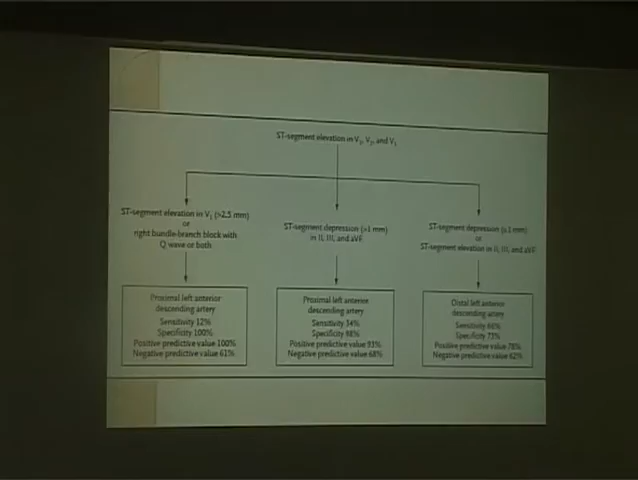 ST-segment elevation in V₁, V₂, and V₃
ST-segment elevation in V₁ (>2.5 mm)
or
right bundle-branch block with
Q wave or both
ST-segment depression (>1 mm)
in II, III, and aVF
ST-segment depression (≤1 mm)
or
ST-segment elevation in II, III, and aVF
Proximal left anterior
descending artery
Sensitivity 12%
Specificity 100%
Positive predictive value 100%
Negative predictive value 61%
Proximal left anterior
descending artery
Sensitivity 34%
Specificity 98%
Positive predictive value 93%
Negative predictive value 68%
Distal left anterior
descending artery
Sensitivity 66%
Specificity 73%
Positive predictive value 78%
Negative predictive value 62%